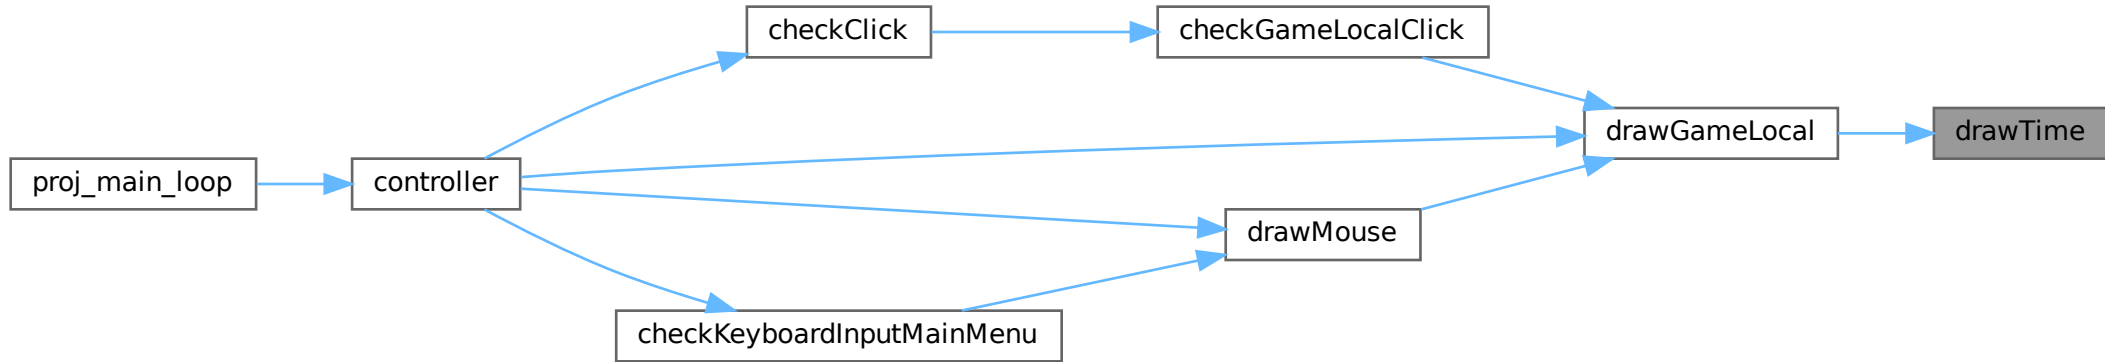 checkClick
checkGameLocalClick
drawGameLocal
drawTime
proj_main_loop
controller
drawMouse
checkKeyboardInputMainMenu